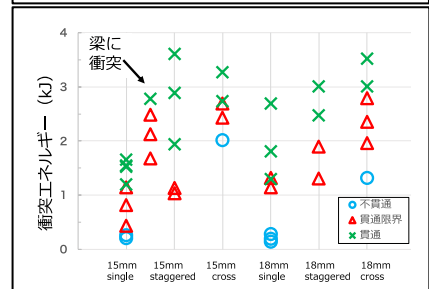 梁に
衝突
衝突エネルギー（kJ）
4
3
2
1
0
不貫通
貫通限界
貫通
15mm
single
15mm
staggered
15mm
cross
18mm
single
18mm
staggered
18mm
cross